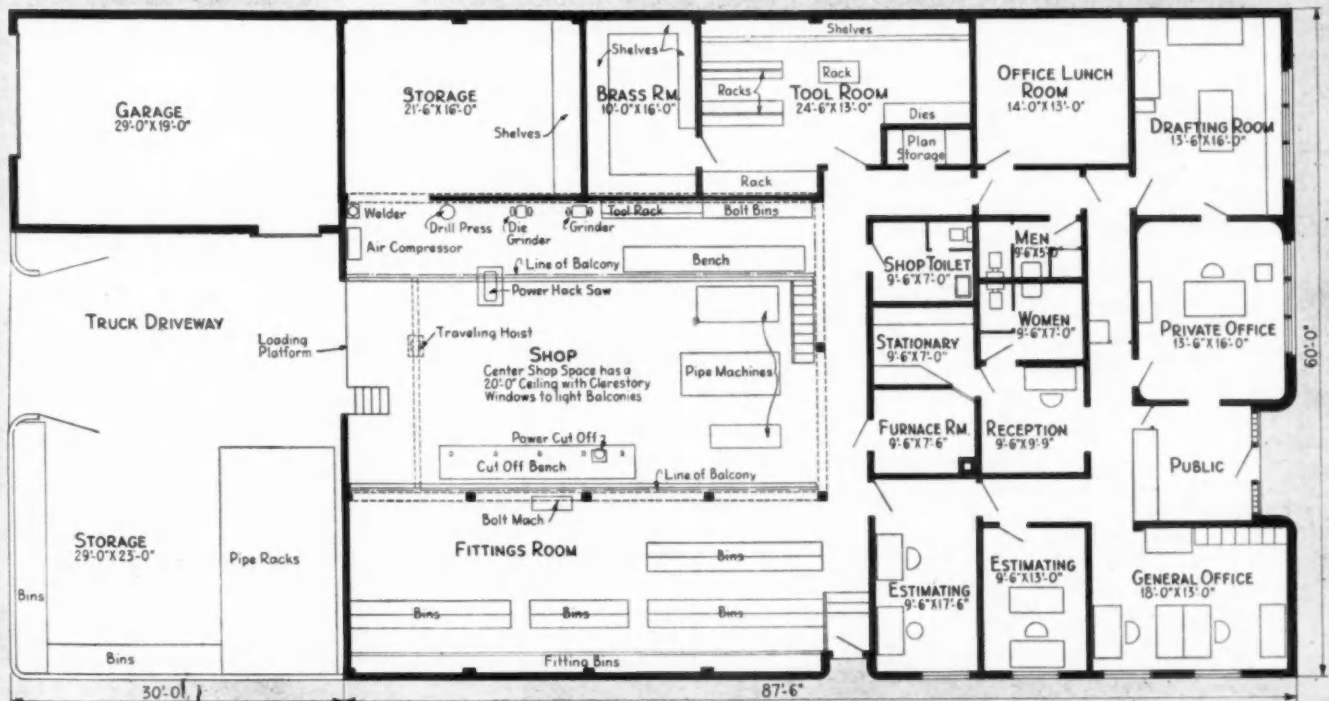 GARAGE
29'-0"X19'-0"
STORAGE
21'-6"X16'-0"
Shelves
BRASS RM.
10'-0"X16'-0"
Shelves
Shelves
Racks
Rack
TOOL ROOM
24'-6"X13'-0"
Dies
Plan
Storage
Rack
OFFICE LUNCH
ROOM
14'-0"X13'-0"
DRAFTING ROOM
13'-6"X16'-0"
Welder
Drill Press
Die
Grinder
Grinder
Tool Rack
Bolt Bins
Air Compressor
Line of Balcony
Bench
Power Hack Saw
SHOP TOILET
9'-6"X7'-0"
MEN
9'-6"X5'-0"
WOMEN
9'-6"X7'-0"
STATIONARY
9'-6"X7'-0"
PRIVATE OFFICE
13'-6"X16'-0"
60'-0"
TRUCK DRIVEWAY
Loading
Platform
Traveling Hoist
SHOP
Center Shop Space has a
20'-0" Ceiling with Clerestory
Windows to light Balconies
Pipe Machines
Power Cut Off
Cut Off Bench
Line of Balcony
FURNACE RM.
9'-6"X7'-6"
RECEPTION
9'-6"X9'-9"
PUBLIC
Bolt Mach
FITTINGS ROOM
Bins
STORAGE
29'-0"X23'-0"
Pipe Racks
Bins
Bins
Bins
Bins
Bins
Fitting Bins
ESTIMATING
9'-6"X17'-6"
ESTIMATING
9'-6"X13'-0"
GENERAL OFFICE
18'-0"X13'-0"
30'-0"
87'-6"